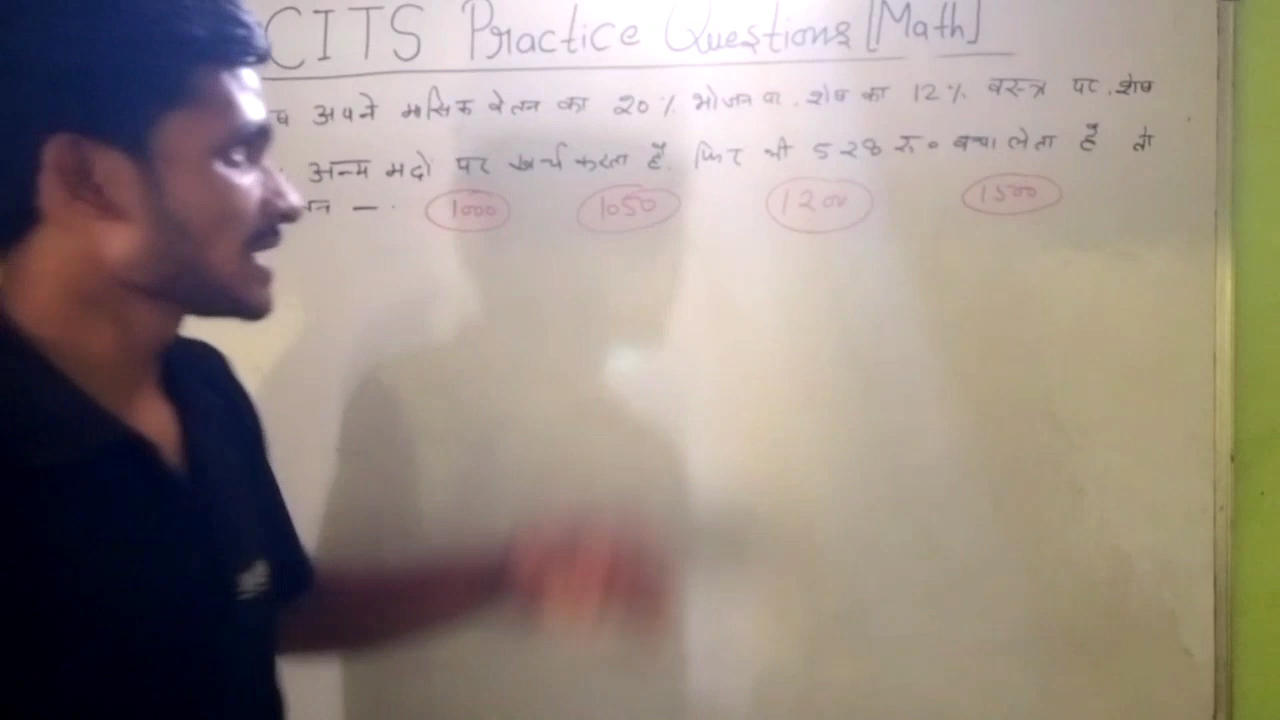 CITS Practice Questions [Math]
अपने मासिक वेतन का 20% भोजन पर, शेष का 12% वस्त्र पर, शेष
अन्य मदो पर खर्च करता हैं. फिर भी 528 रु० बचा लेता हैं तो
— . 1000 1050 1200 1500